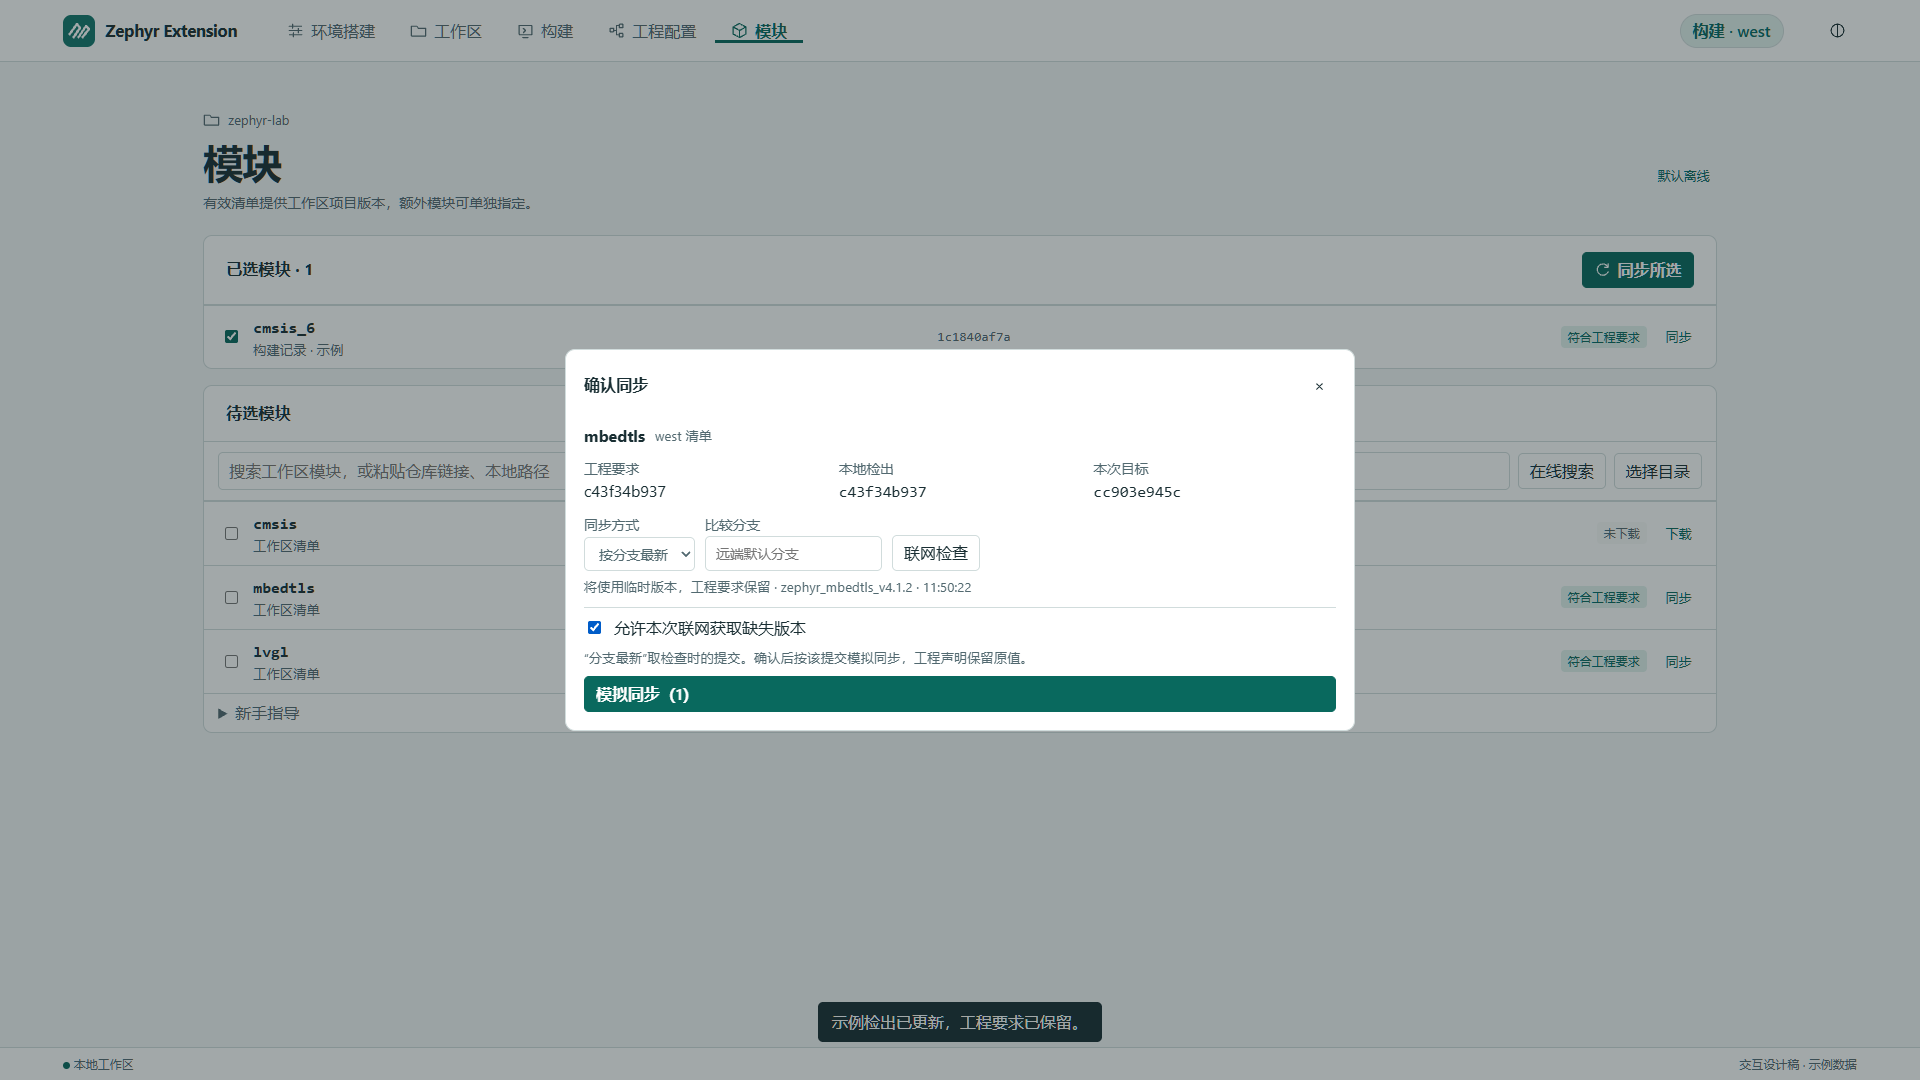 Zephyr Extension
环境搭建
工作区
构建
工程配置
模块
构建 · west
zephyr-lab
模块
有效清单提供工作区项目版本，额外模块可单独指定。
默认离线
已选模块 · 1
同步所选
cmsis_6
构建记录 · 示例
1c1840af7a
符合工程要求
同步
待选模块
搜索工作区模块，或粘贴仓库链接、本地路径
在线搜索
选择目录
cmsis
工作区清单
未下载
下载
mbedtls
工作区清单
符合工程要求
同步
lvgl
工作区清单
符合工程要求
同步
新手指导
确认同步
×
mbedtls west 清单
工程要求
c43f34b937
本地检出
c43f34b937
本次目标
cc903e945c
同步方式
按分支最新
比较分支
远端默认分支
联网检查
将使用临时版本，工程要求保留 · zephyr_mbedtls_v4.1.2 · 11:50:22
允许本次联网获取缺失版本
“分支最新”取检查时的提交。确认后按该提交模拟同步，工程声明保留原值。
模拟同步（1）
示例检出已更新，工程要求已保留。
本地工作区
交互设计稿 · 示例数据